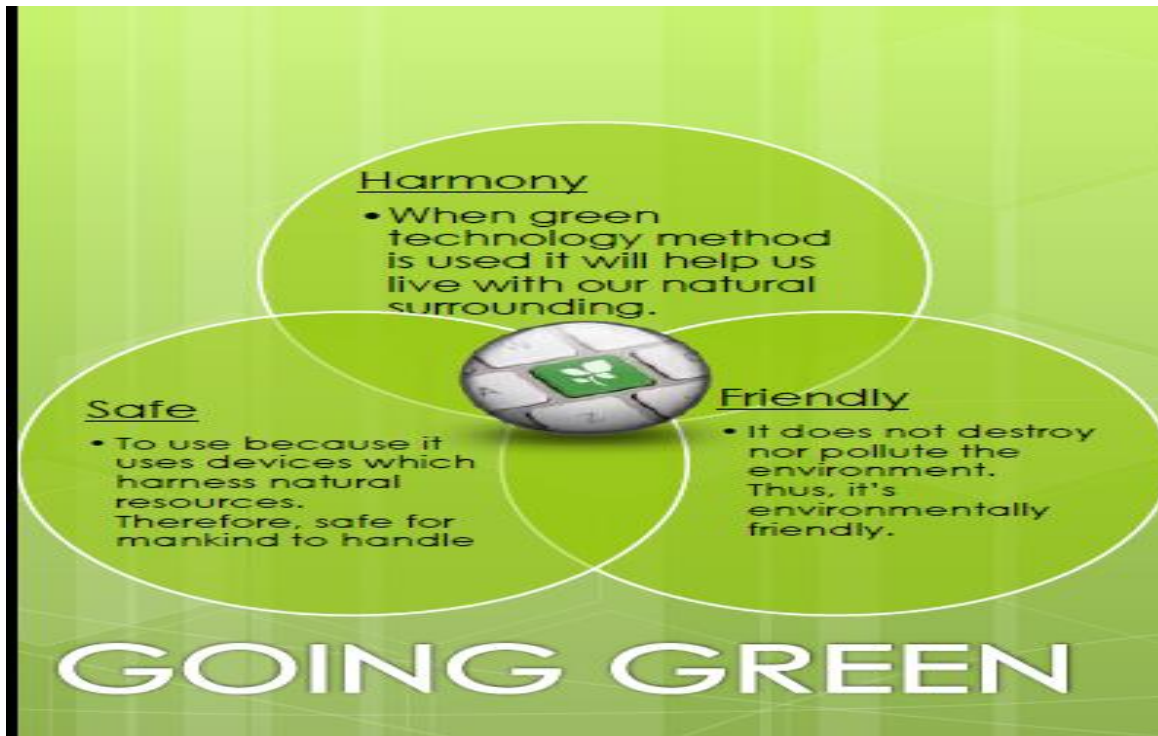 Harmony
• When green
technology method
is used it will help us
live with our natural
surrounding.
Safe
• To use because it
uses devices which
harness natural
resources.
Therefore, safe for
mankind to handle
Friendly
• It does not destroy
nor pollute the
environment.
Thus, it's
environmentally
friendly.
GOING GREEN